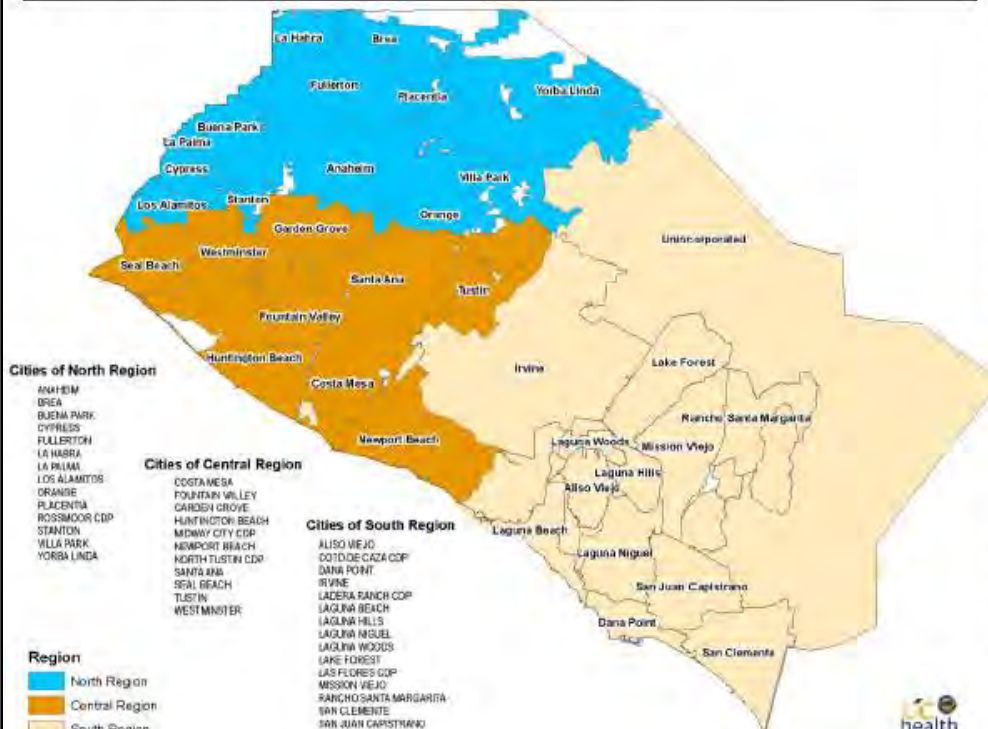 La Habra
Brea
Fullerton
Placentia
Yorba Linda
Buena Park
La Palma
Cypress
Anaheim
Villa Park
Los Alamitos
Stanton
Orange
Garden Grove
Unincorporated
Westminster
Seal Beach
Santa Ana
Tustin
Fountain Valley
Huntington Beach
Irvine
Lake Forest
Costa Mesa
Rancho Santa Margarita
Newport Beach
Laguna Woods
Mission Viejo
Laguna Hills
Aliso Viejo
Laguna Beach
Laguna Niguel
San Juan Capistrano
Dana Point
San Clemente
Cities of North Region
ANAHEIM
BREA
BUENA PARK
CYPRESS
FULLERTON
LA HABRA
LA PALMA
LOS ALAMITOS
ORANGE
PLACENTIA
ROSSMOOR CDP
STANTON
VILLA PARK
YORBA LINDA
Cities of Central Region
COSTA MESA
FOUNTAIN VALLEY
GARDEN GROVE
HUNTINGTON BEACH
MIDWAY CITY CDP
NEWPORT BEACH
NORTH TUSTIN CDP
SANTA ANA
SEAL BEACH
TUSTIN
WESTMINSTER
Cities of South Region
ALISO VIEJO
COTO DE CAZA CDP
DANA POINT
IRVINE
LADERA RANCH CDP
LAGUNA BEACH
LAGUNA HILLS
LAGUNA NIGUEL
LAGUNA WOODS
LAKE FOREST
LAS FLORES CDP
MISSION VIEJO
RANCHO SANTA MARGARITA
SAN CLEMENTE
SAN JUAN CAPISTRANO
Region
North Region
Central Region
South Region
health